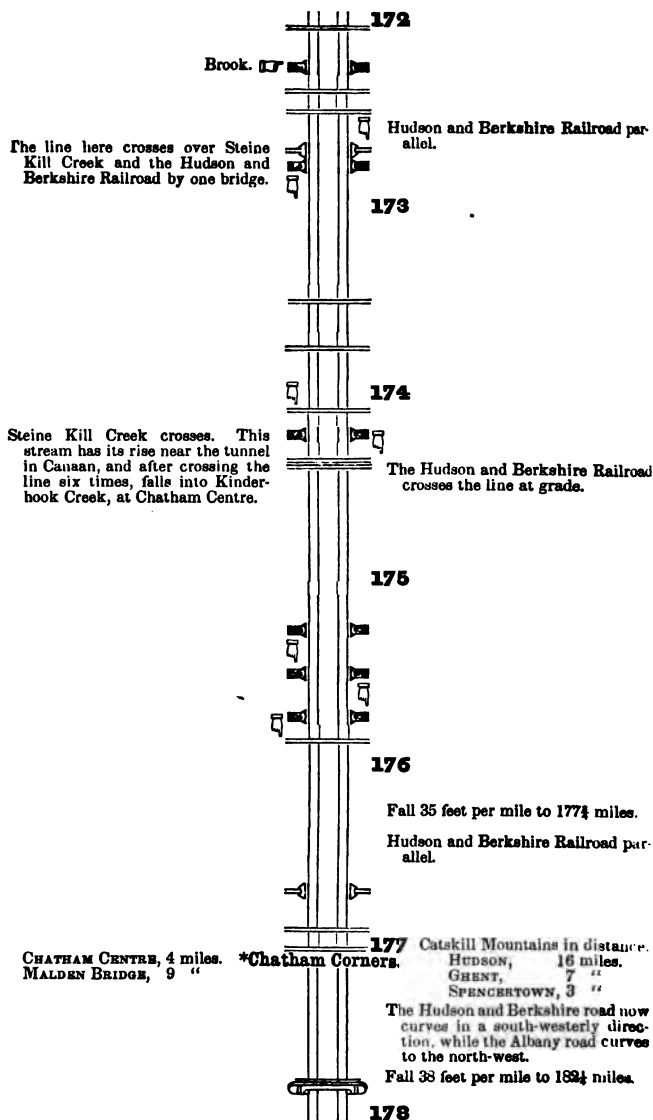 172
Brook.
Hudson and Berkshire Railroad par-
allel.
The line here crosses over Steine
Kill Creek and the Hudson and
Berkshire Railroad by one bridge.
173
174
Steine Kill Creek crosses. This
stream has its rise near the tunnel
in Canaan, and after crossing the
line six times, falls into Kinder-
hook Creek, at Chatham Centre.
The Hudson and Berkshire Railroad
crosses the line at grade.
175
176
Fall 35 feet per mile to 177¾ miles.
Hudson and Berkshire Railroad par-
allel.
177 Catskill Mountains in distance.
CHATHAM CENTRE, 4 miles. *Chatham Corners. HUDSON, 16 miles.
MALDEN BRIDGE, 9 “ GHENT, 7 “
SPENCERTOWN, 3 “
The Hudson and Berkshire road now
curves in a south-westerly direc-
tion, while the Albany road curves
to the north-west.
Fall 38 feet per mile to 182¼ miles.
178